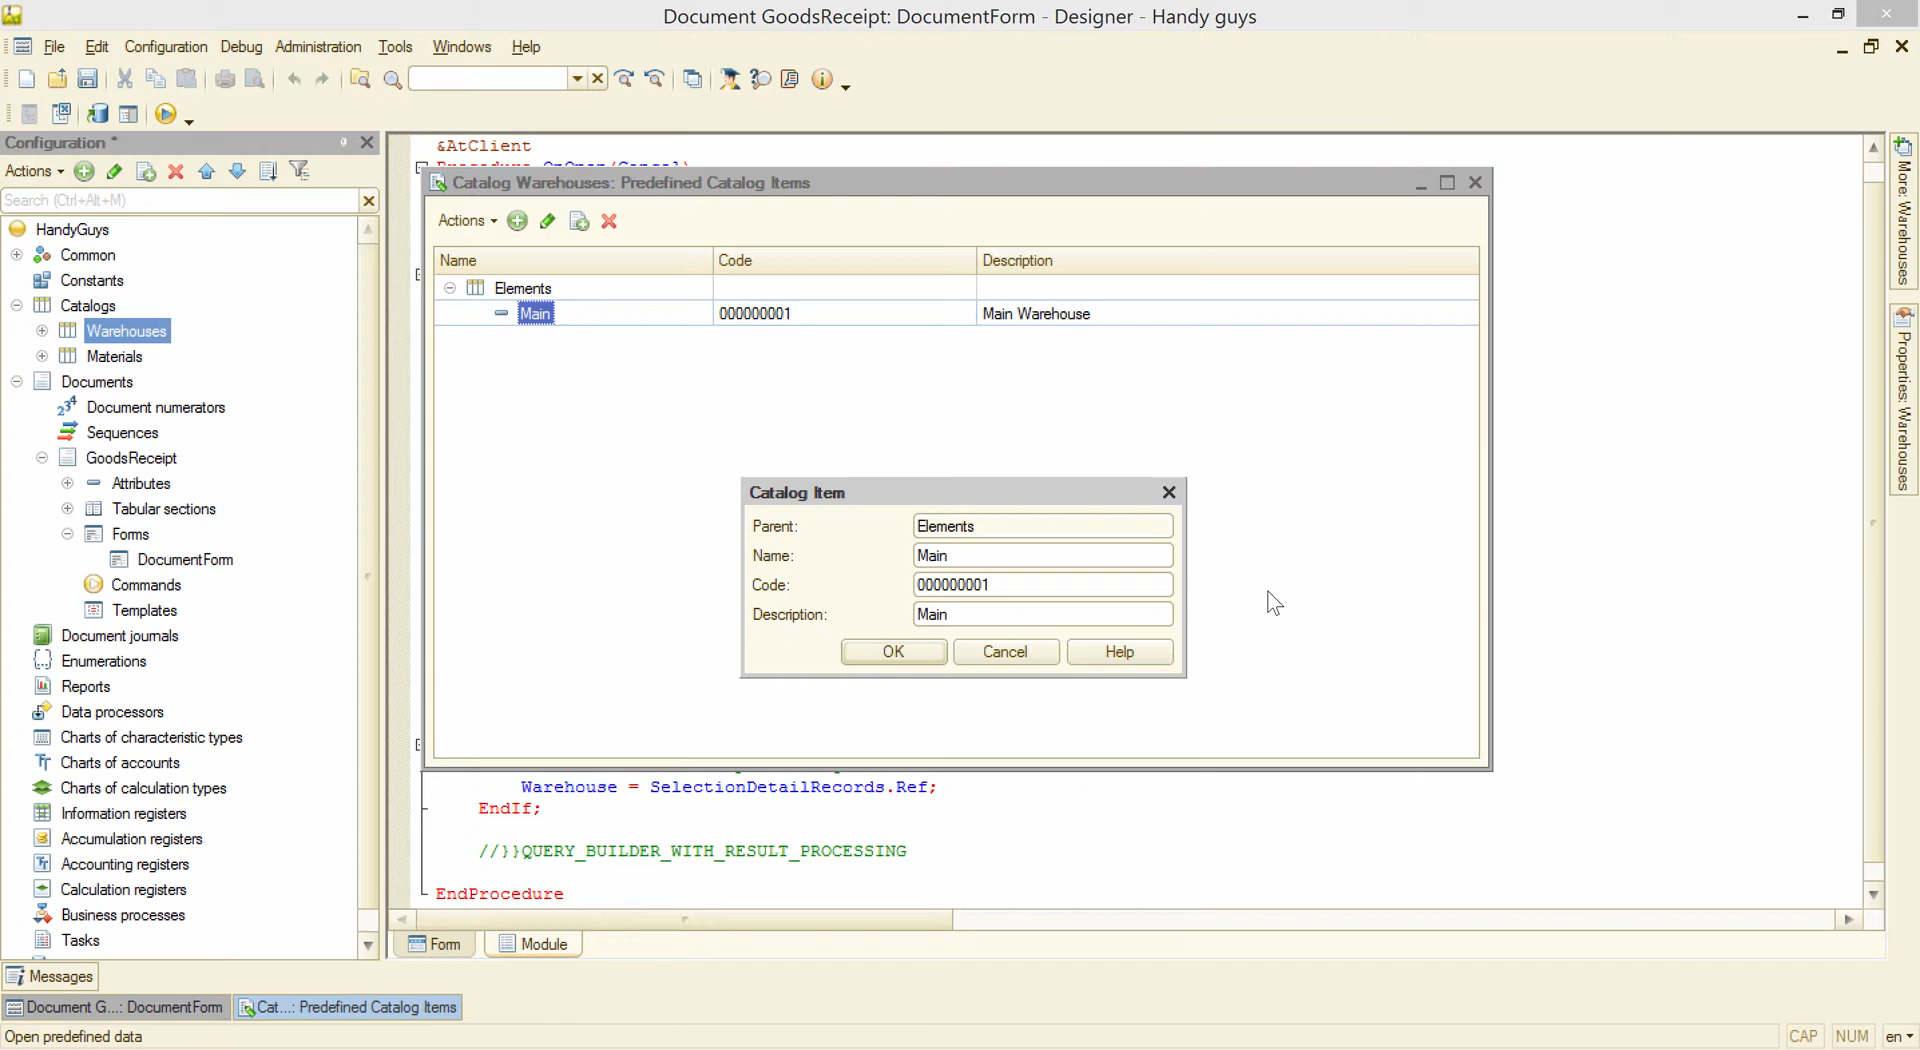 Document GoodsReceipt: DocumentForm - Designer - Handy guys
File Edit Configuration Debug Administration Tools Windows Help
Configuration *
Actions
Search (Ctrl+Alt+M)
HandyGuys
Common
Constants
Catalogs
Warehouses
Materials
Documents
Document numerators
Sequences
GoodsReceipt
Attributes
Tabular sections
Forms
DocumentForm
Commands
Templates
Document journals
Enumerations
Reports
Data processors
Charts of characteristic types
Charts of accounts
Charts of calculation types
Information registers
Accumulation registers
Accounting registers
Calculation registers
Business processes
Tasks
&AtClient
Catalog Warehouses: Predefined Catalog Items
Actions
Name Code Description
Elements
Main 000000001 Main Warehouse
Catalog Item
Parent: Elements
Name: Main
Code: 000000001
Description: Main
OK Cancel Help
Warehouse = SelectionDetailRecords.Ref;
EndIf;
//}}QUERY_BUILDER_WITH_RESULT_PROCESSING
EndProcedure
Form Module
More: Warehouses
Properties: Warehouses
Messages
Document G...: DocumentForm Cat...: Predefined Catalog Items
Open predefined data CAP NUM en